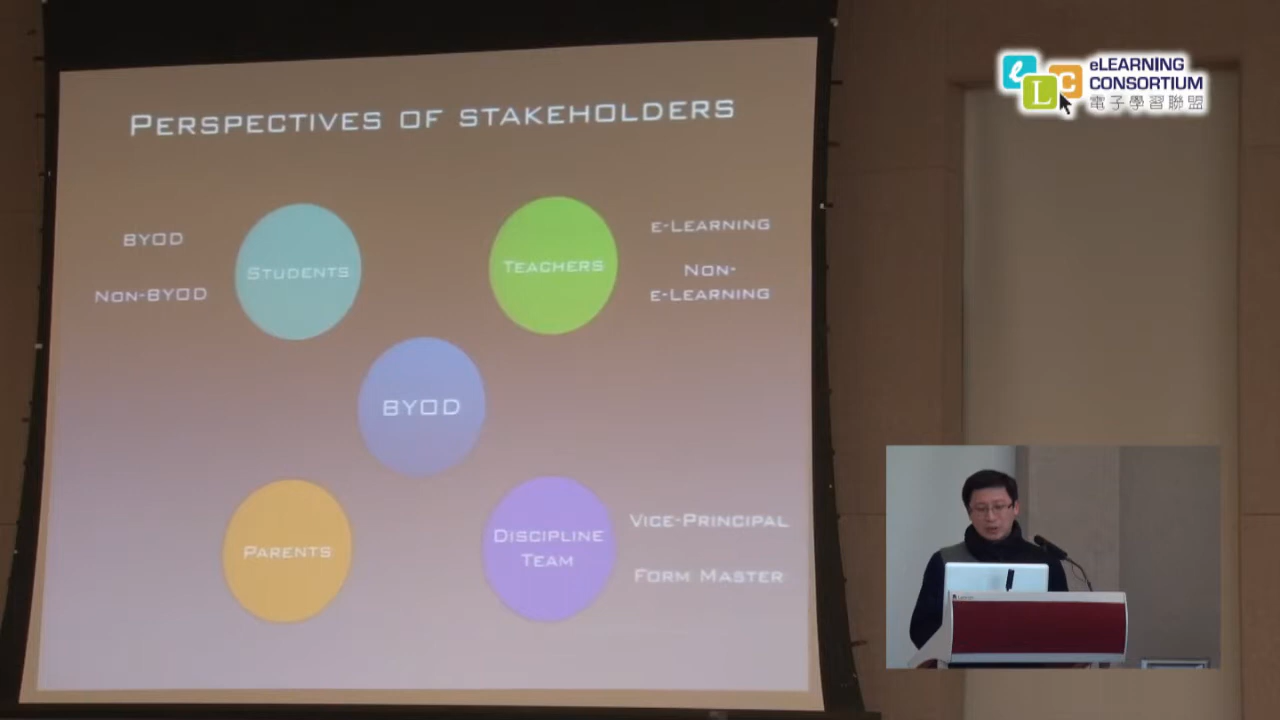 PERSPECTIVES OF STAKEHOLDERS
BYOD
NON-BYOD
STUDENTS
TEACHERS
E-LEARNING
NON-
E-LEARNING
BYOD
PARENTS
DISCIPLINE
TEAM
VICE-PRINCIPAL
FORM MASTER
eLC
eLEARNING
CONSORTIUM
電子學習聯盟